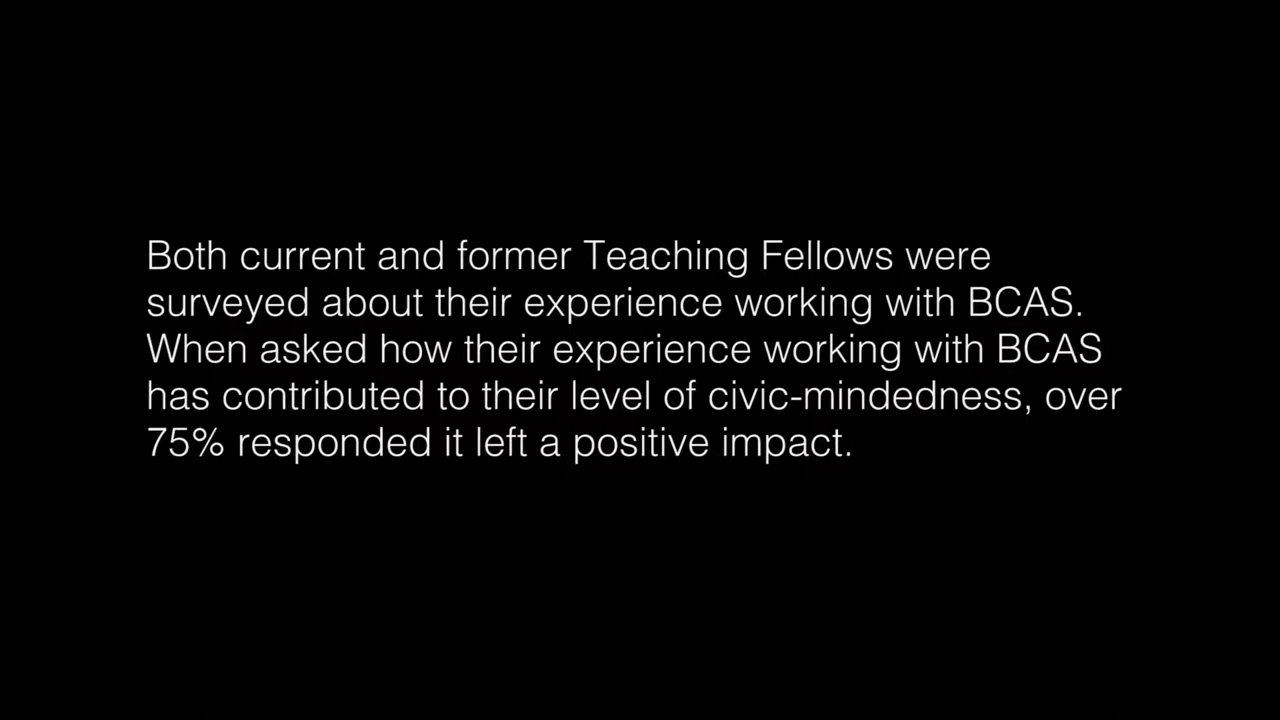 Both current and former Teaching Fellows were
surveyed about their experience working with BCAS.
When asked how their experience working with BCAS
has contributed to their level of civic-mindedness, over
75% responded it left a positive impact.